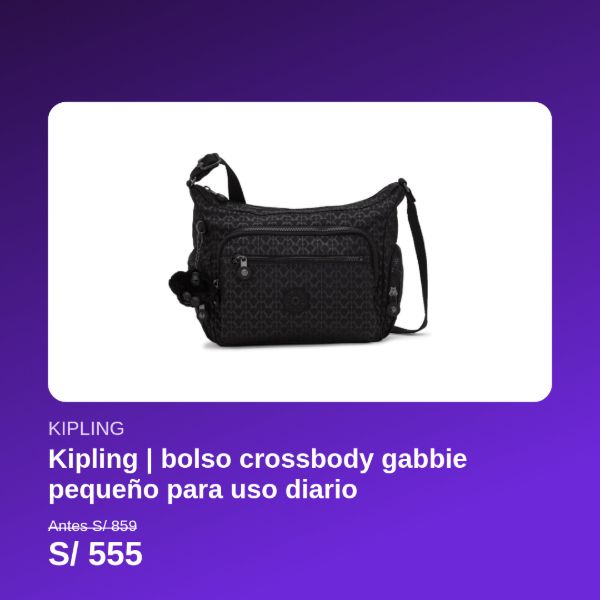 KIPLING
Kipling | bolso crossbody gabbie
pequeño para uso diario
Antes S/ 859
S/ 555